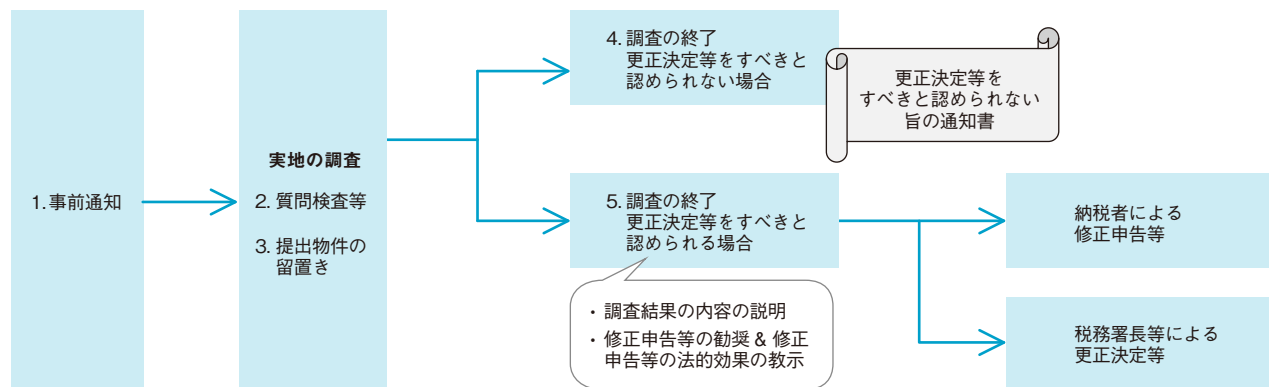 1. 事前通知
実地の調査
2. 質問検査等
3. 提出物件の
留置き
4. 調査の終了
更正決定等をすべきと
認められない場合
更正決定等を
すべきと認められない
旨の通知書
5. 調査の終了
更正決定等をすべきと
認められる場合
・調査結果の内容の説明
・修正申告等の勧奨 & 修正
申告等の法的効果の教示
納税者による
修正申告等
税務署長等による
更正決定等